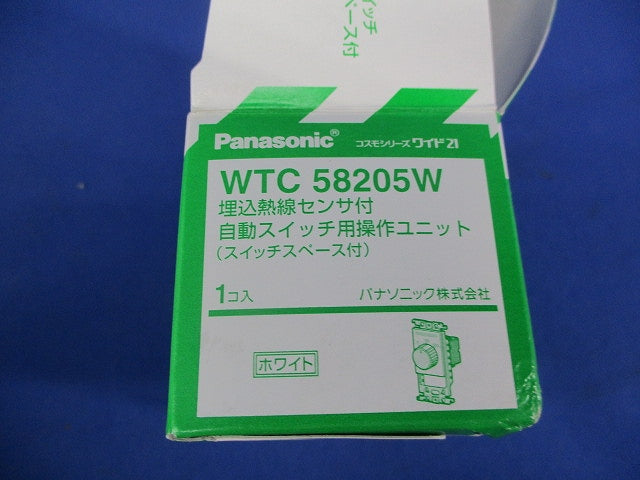 イッチ
ペース付
Panasonic® コスモシリーズ ワイド21
WTC 58205W
埋込熱線センサ付
自動スイッチ用操作ユニット
(スイッチスペース付)
1コ入 パナソニック株式会社
ホワイト